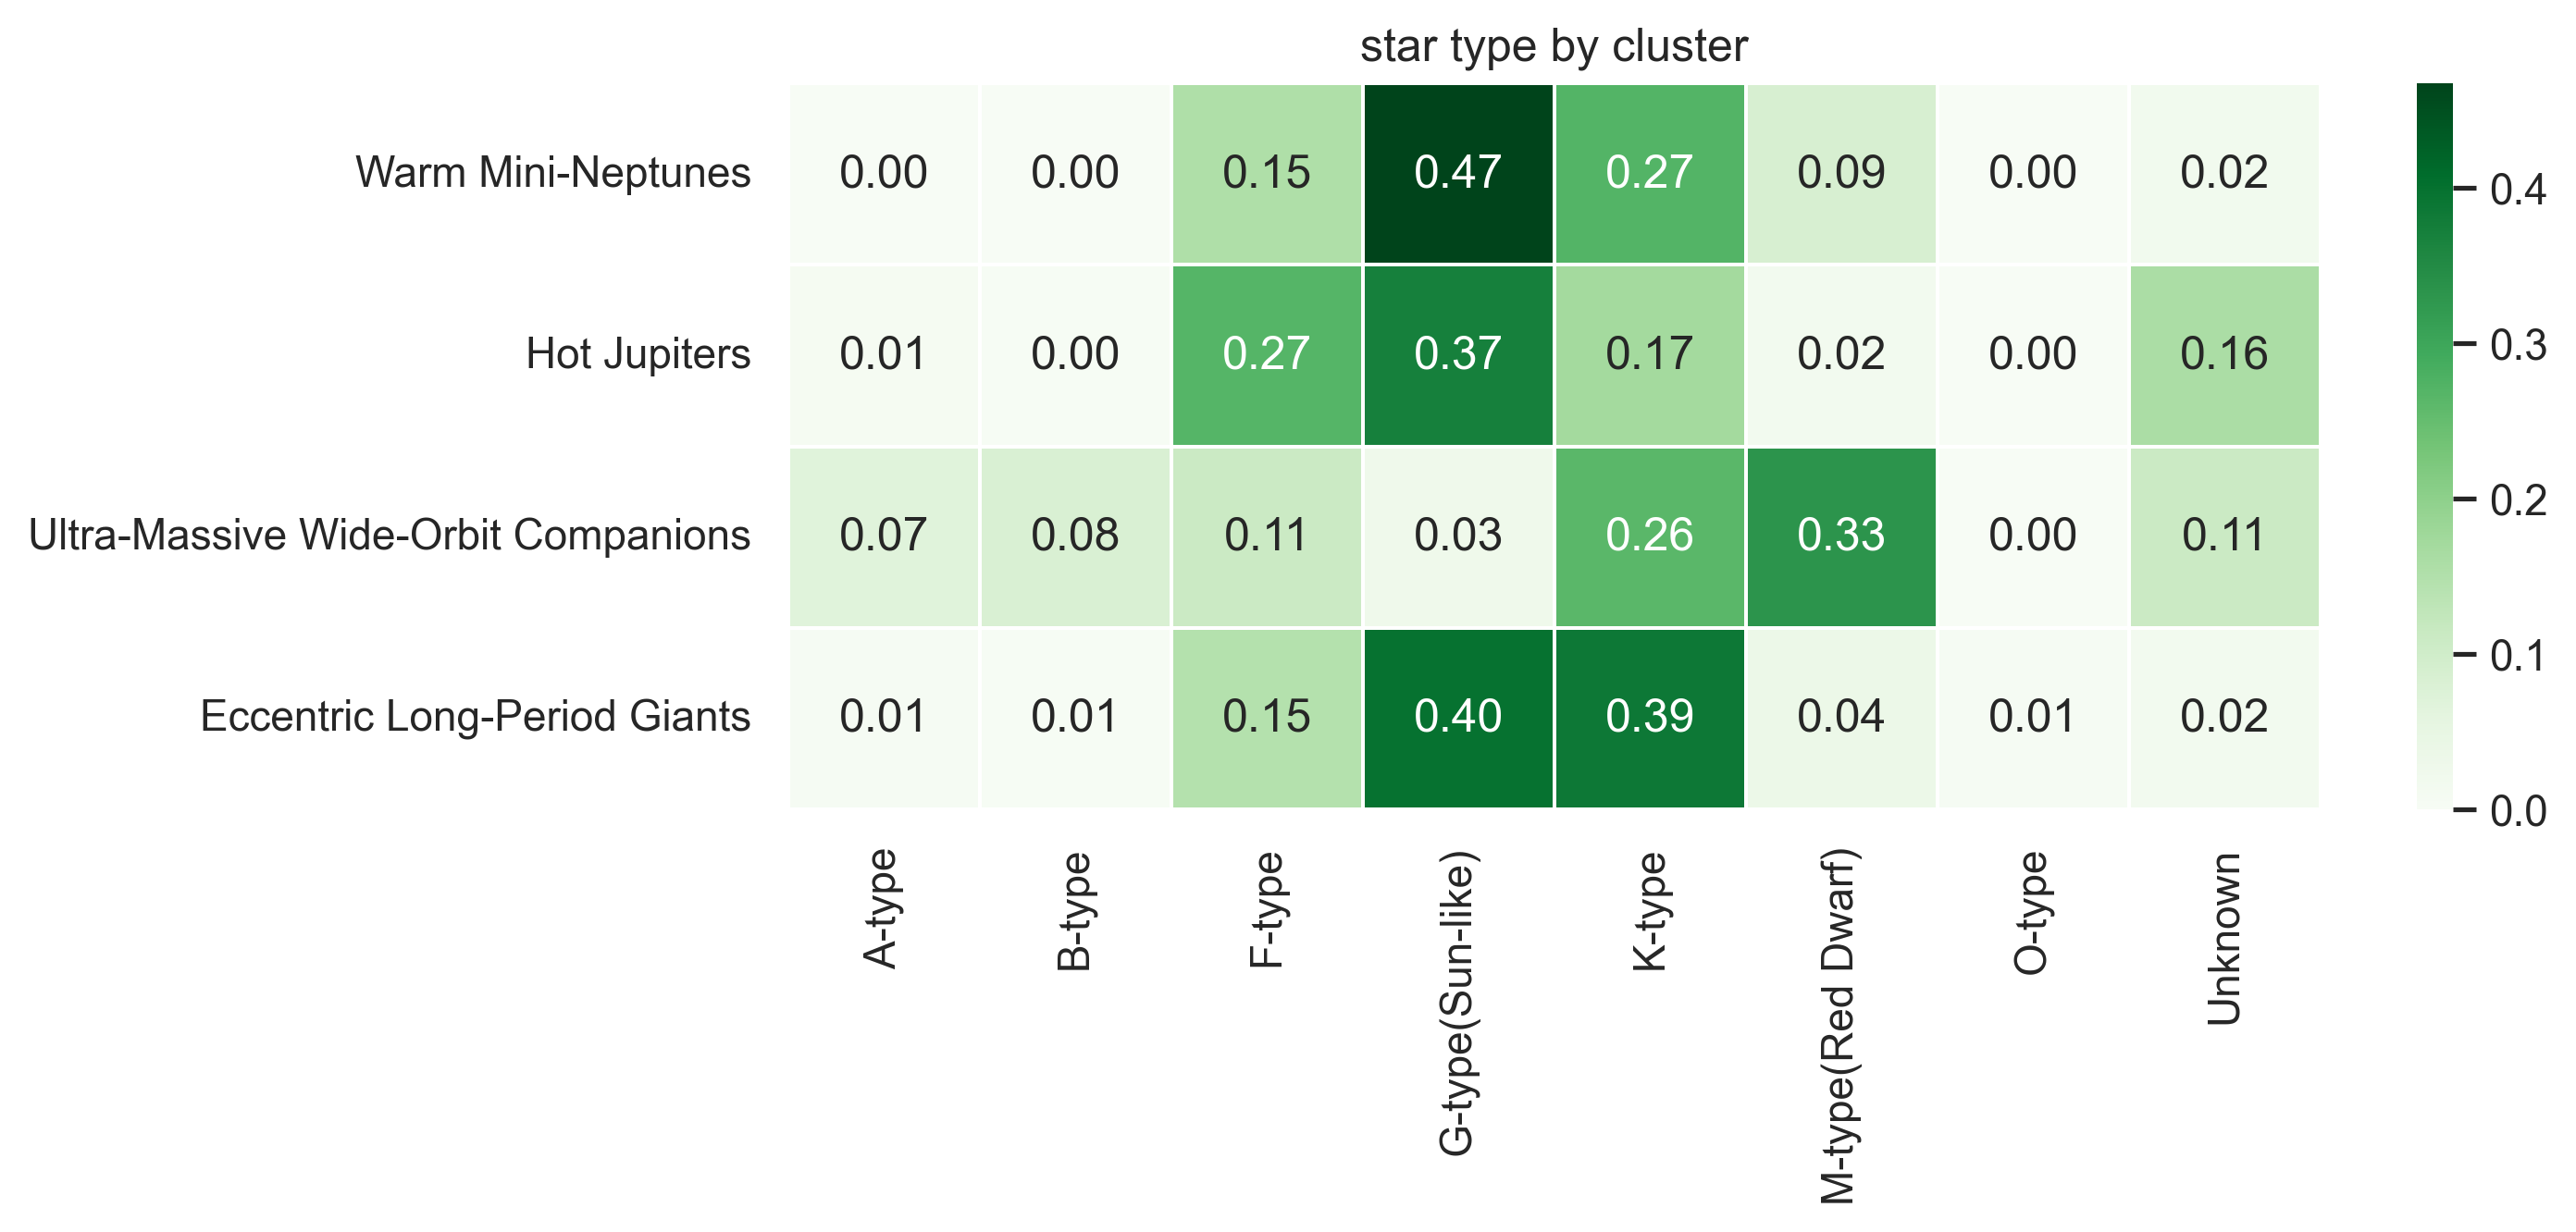 star type by cluster
Warm Mini-Neptunes 0.00 0.00 0.15 0.47 0.27 0.09 0.00 0.02
Hot Jupiters 0.01 0.00 0.27 0.37 0.17 0.02 0.00 0.16
Ultra-Massive Wide-Orbit Companions 0.07 0.08 0.11 0.03 0.26 0.33 0.00 0.11
Eccentric Long-Period Giants 0.01 0.01 0.15 0.40 0.39 0.04 0.01 0.02
A-type
B-type
F-type
G-type(Sun-like)
K-type
M-type(Red Dwarf)
O-type
Unknown
0.4
0.3
0.2
0.1
0.0